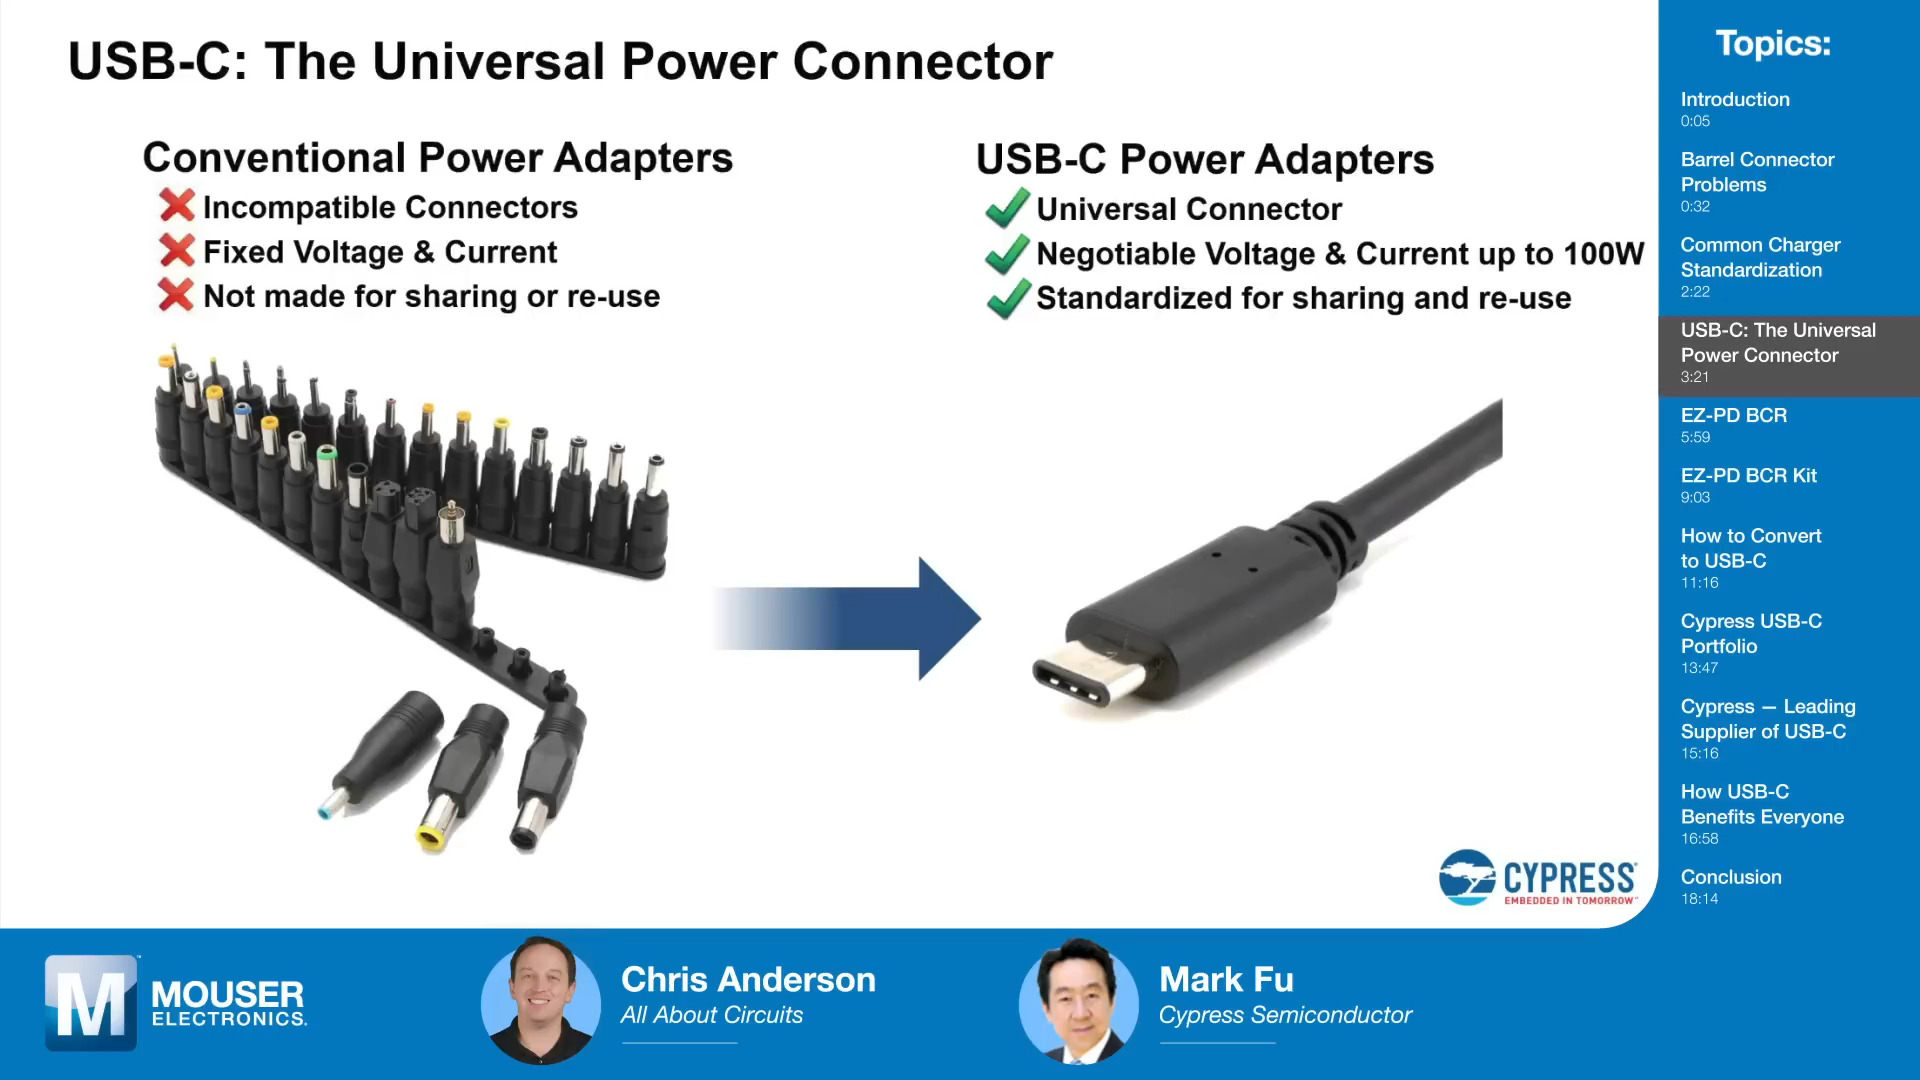 USB-C: The Universal Power Connector
Conventional Power Adapters
Incompatible Connectors
Fixed Voltage & Current
Not made for sharing or re-use
USB-C Power Adapters
Universal Connector
Negotiable Voltage & Current up to 100W
Standardized for sharing and re-use
CYPRESS
EMBEDDED IN TOMORROW™
Topics:
Introduction
0:05
Barrel Connector
Problems
0:32
Common Charger
Standardization
2:22
USB-C: The Universal
Power Connector
3:21
EZ-PD BCR
5:59
EZ-PD BCR Kit
9:03
How to Convert
to USB-C
11:16
Cypress USB-C
Portfolio
13:47
Cypress — Leading
Supplier of USB-C
15:16
How USB-C
Benefits Everyone
16:58
Conclusion
18:14
M™
MOUSER
ELECTRONICS.
Chris Anderson
All About Circuits
Mark Fu
Cypress Semiconductor